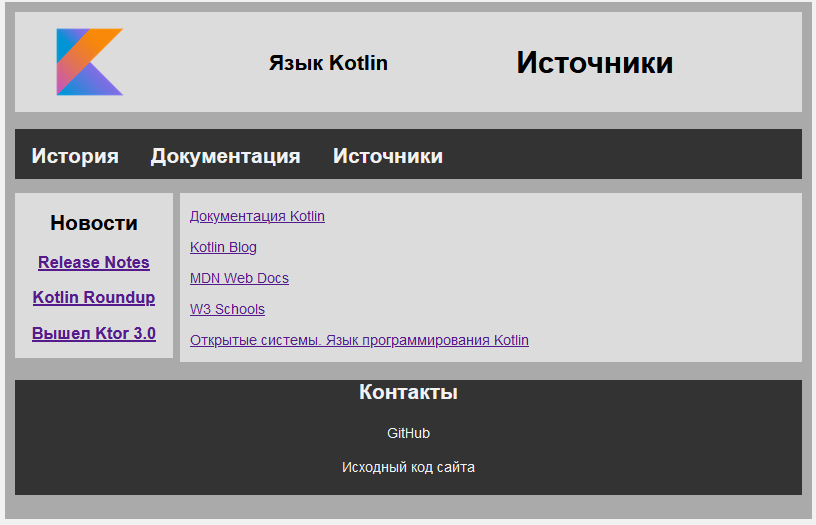 Язык Kotlin
Источники
История Документация Источники
Новости
Release Notes
Kotlin Roundup
Вышел Ktor 3.0
Документация Kotlin
Kotlin Blog
MDN Web Docs
W3 Schools
Открытые системы. Язык программирования Kotlin
Контакты
GitHub
Исходный код сайта